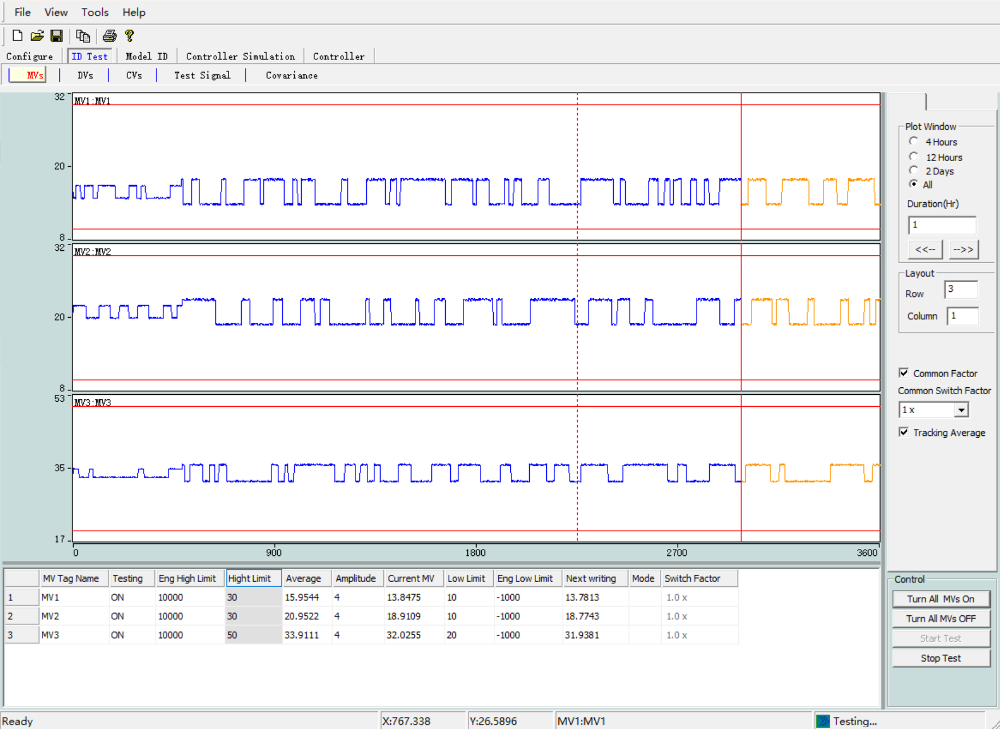 File View Tools Help
Configure ID Test Model ID Controller Simulation Controller
MVs DVs CVs Test Signal Covariance
32
MV1:MV1
20
8
32
MV2:MV2
20
8
53
MV3:MV3
35
17
0 900 1800 2700 3600
Plot Window
4 Hours
12 Hours
2 Days
All
Duration(Hr)
1
<<-- -->>
Layout
Row 3
Column 1
Common Factor
Common Switch Factor
1 x
Tracking Average
MV Tag Name Testing Eng High Limit Hight Limit Average Amplitude Current MV Low Limit Eng Low Limit Next writing Mode Switch Factor
1 MV1 ON 10000 30 15.9544 4 13.8475 10 -1000 13.7813 1.0 x
2 MV2 ON 10000 30 20.9522 4 18.9109 10 -1000 18.7743 1.0 x
3 MV3 ON 10000 50 33.9111 4 32.0255 20 -1000 31.9381 1.0 x
Control
Turn All MVs On
Turn All MVs OFF
Start Test
Stop Test
Ready X:767.338 Y:26.5896 MV1:MV1 Testing...